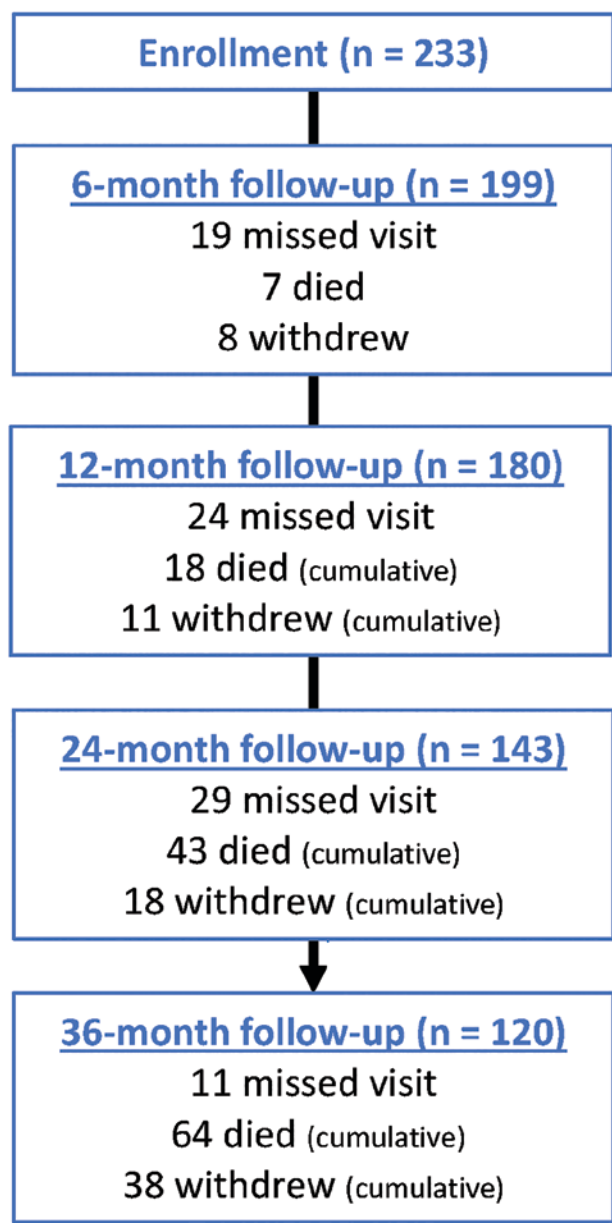 Enrollment (n = 233)
6-month follow-up (n = 199)
19 missed visit
7 died
8 withdrew
12-month follow-up (n = 180)
24 missed visit
18 died (cumulative)
11 withdrew (cumulative)
24-month follow-up (n = 143)
29 missed visit
43 died (cumulative)
18 withdrew (cumulative)
36-month follow-up (n = 120)
11 missed visit
64 died (cumulative)
38 withdrew (cumulative)